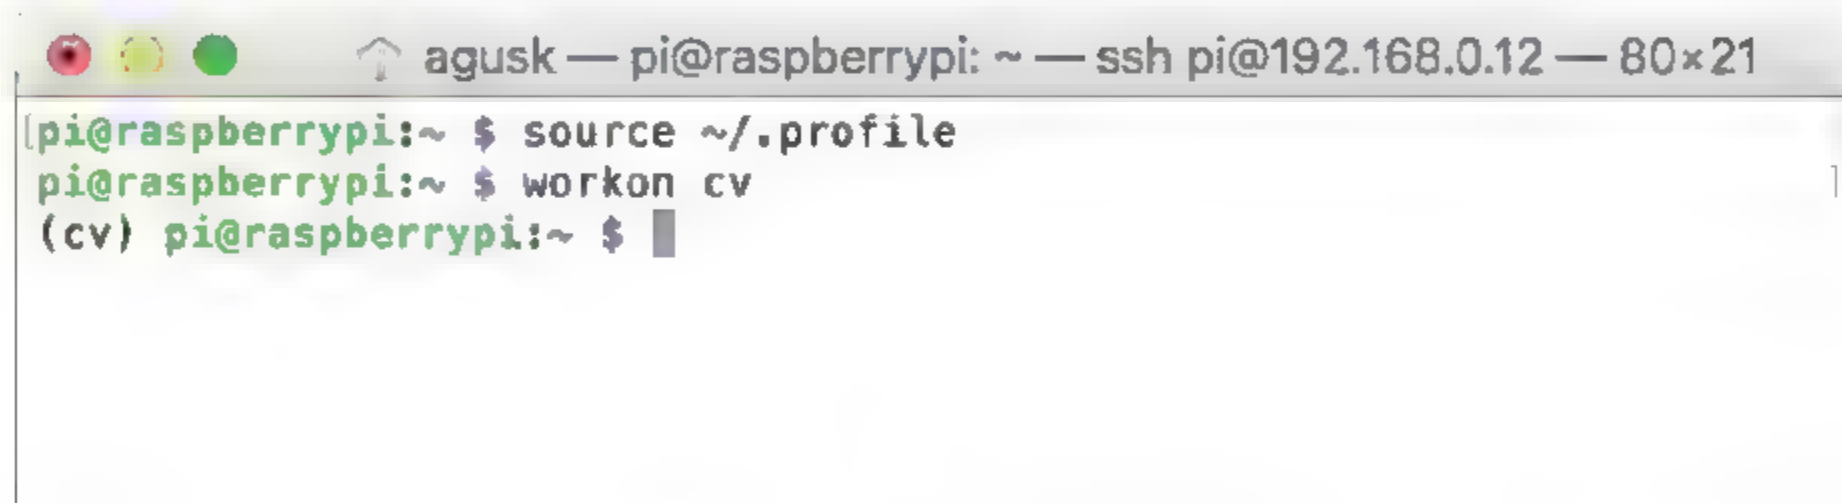 agusk — pi@raspberrypi: ~ — ssh pi@192.168.0.12 — 80×21
[pi@raspberrypi:~ $ source ~/.profile
pi@raspberrypi:~ $ workon cv ]
(cv) pi@raspberrypi:~ $